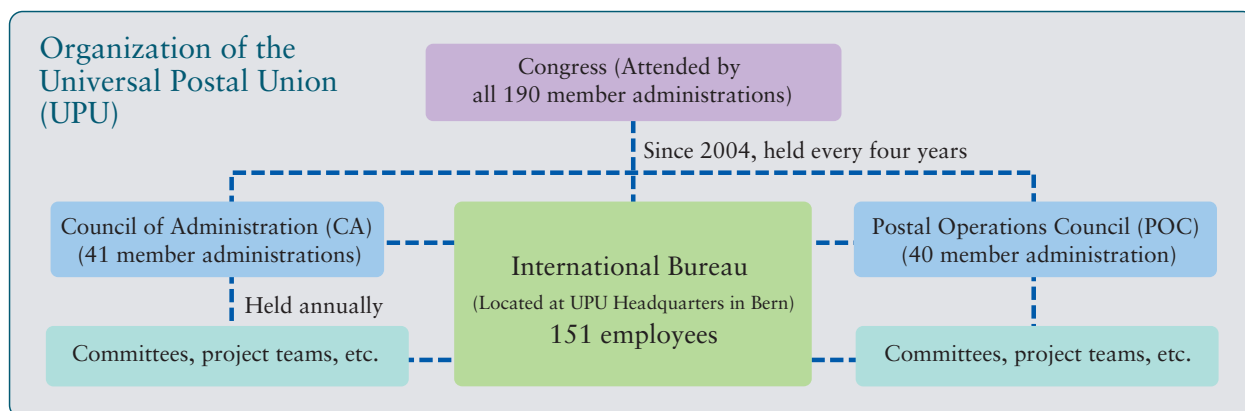 Organization of the
Universal Postal Union
(UPU)
Congress (Attended by
all 190 member administrations)
Since 2004, held every four years
Council of Administration (CA)
(41 member administrations)
International Bureau
(Located at UPU Headquarters in Bern)
151 employees
Postal Operations Council (POC)
(40 member administration)
Held annually
Committees, project teams, etc.
Committees, project teams, etc.